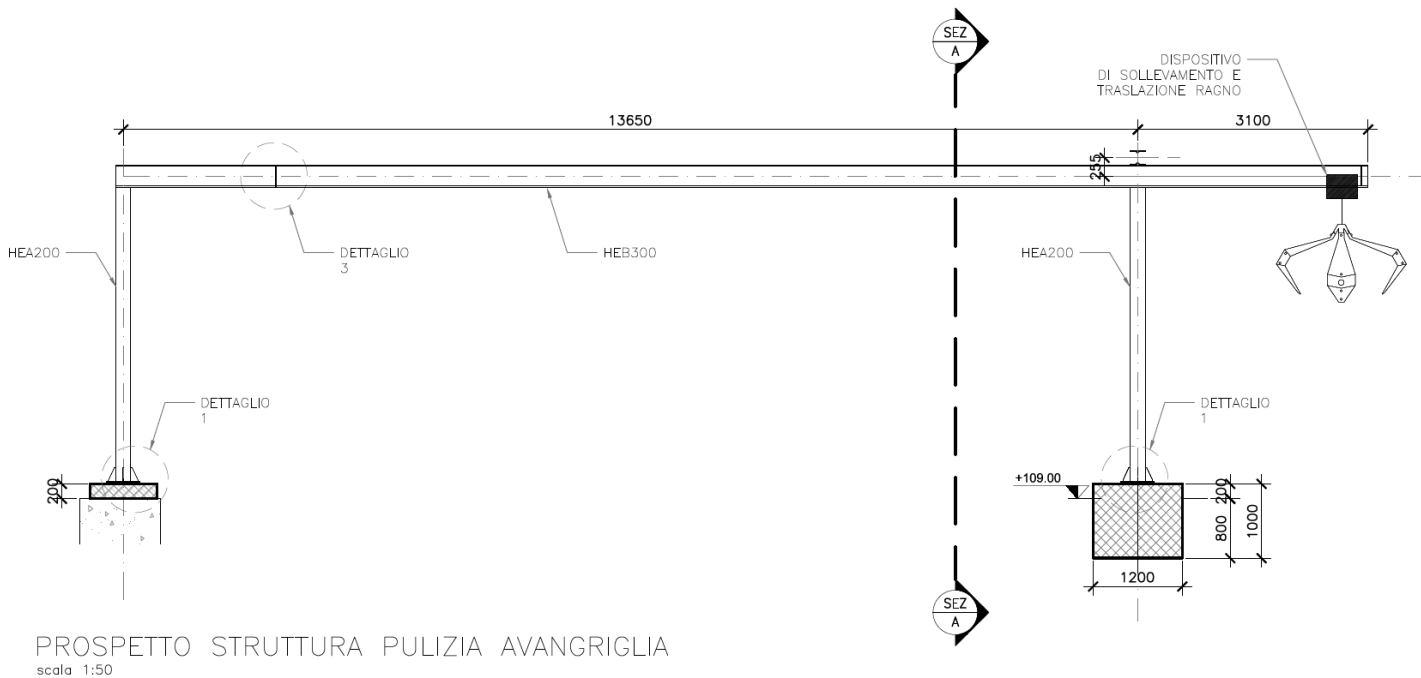 SEZ
A
DISPOSITIVO
DI SOLLEVAMENTO E
TRASLAZIONE RAGNO
13650
3100
255
HEA200
DETTAGLIO
3
HEB300
HEA200
DETTAGLIO
1
DETTAGLIO
1
200
+109.00
200
800
1000
1200
SEZ
A
PROSPETTO STRUTTURA PULIZIA AVANGRIGLIA
scala 1:50